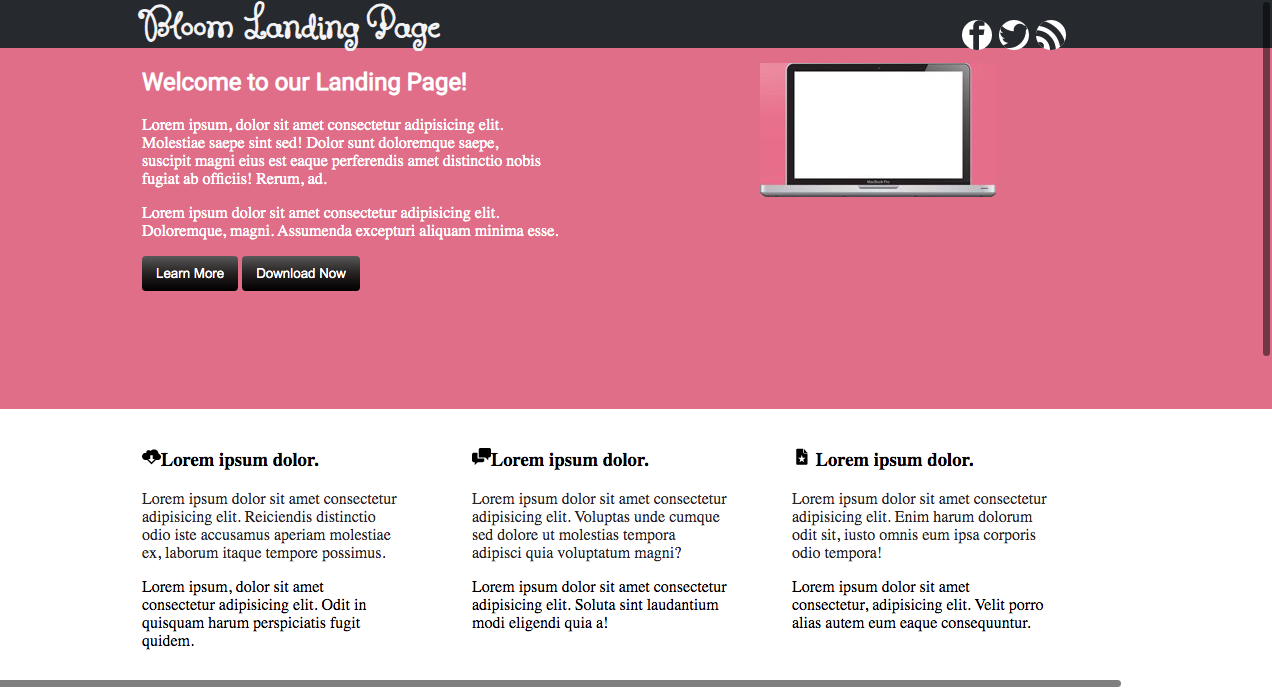 Bloom Landing Page
Welcome to our Landing Page!
Lorem ipsum, dolor sit amet consectetur adipisicing elit.
Molestiae saepe sint sed! Dolor sunt doloremque saepe,
suscipit magni eius est eaque perferendis amet distinctio nobis
fugiat ab officiis! Rerum, ad.
Lorem ipsum dolor sit amet consectetur adipisicing elit.
Doloremque, magni. Assumenda excepturi aliquam minima esse.
Learn More
Download Now
MacBook Pro
Lorem ipsum dolor.
Lorem ipsum dolor sit amet consectetur
adipisicing elit. Reiciendis distinctio
odio iste accusamus aperiam molestiae
ex, laborum itaque tempore possimus.
Lorem ipsum, dolor sit amet
consectetur adipisicing elit. Odit in
quisquam harum perspiciatis fugit
quidem.
Lorem ipsum dolor.
Lorem ipsum dolor sit amet consectetur
adipisicing elit. Voluptas unde cumque
sed dolore ut molestias tempora
adipisci quia voluptatum magni?
Lorem ipsum dolor sit amet consectetur
adipisicing elit. Soluta sint laudantium
modi eligendi quia a!
Lorem ipsum dolor.
Lorem ipsum dolor sit amet consectetur
adipisicing elit. Enim harum dolorum
odit sit, iusto omnis eum ipsa corporis
odio tempora!
Lorem ipsum dolor sit amet
consectetur, adipisicing elit. Velit porro
alias autem eum eaque consequuntur.